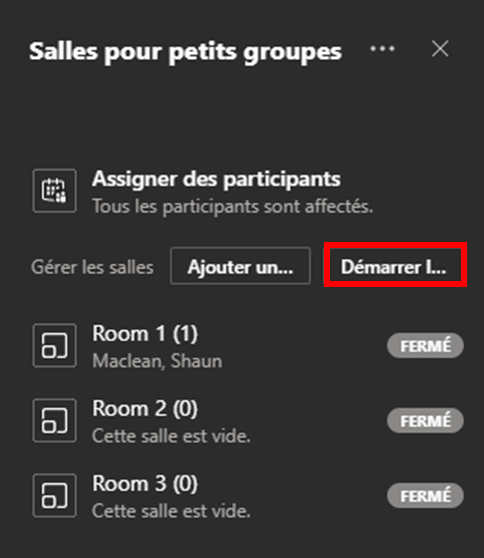 Salles pour petits groupes
Assigner des participants
Tous les participants sont affectés.
Gérer les salles Ajouter un... Démarrer l...
Room 1 (1) FERMÉ
Maclean, Shaun
Room 2 (0) FERMÉ
Cette salle est vide.
Room 3 (0) FERMÉ
Cette salle est vide.